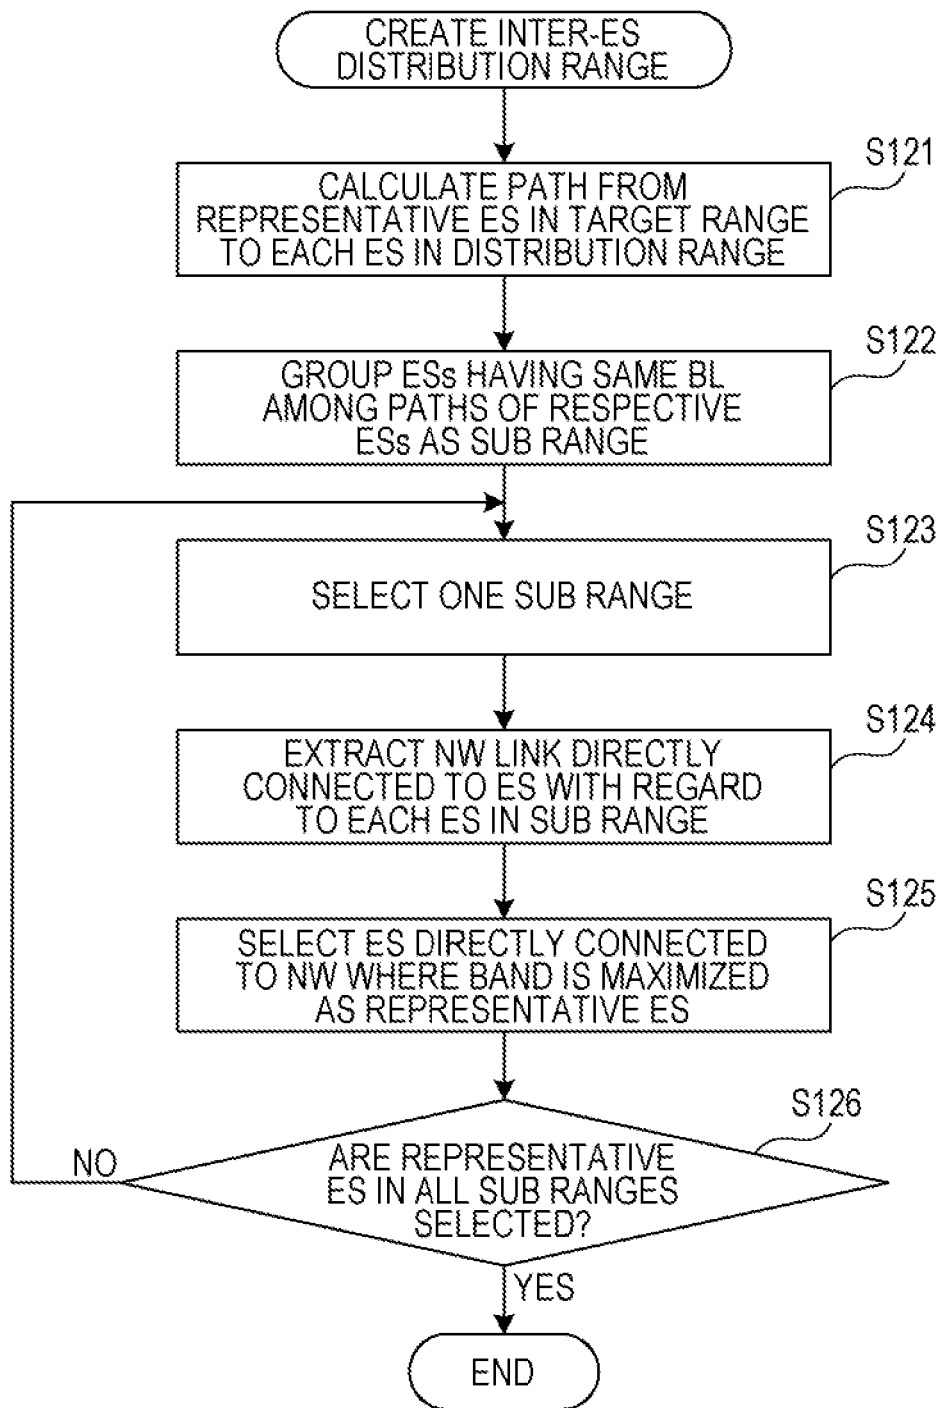 CREATE INTER-ES
DISTRIBUTION RANGE
S121
CALCULATE PATH FROM
REPRESENTATIVE ES IN TARGET RANGE
TO EACH ES IN DISTRIBUTION RANGE
S122
GROUP ESs HAVING SAME BL
AMONG PATHS OF RESPECTIVE
ESs AS SUB RANGE
S123
SELECT ONE SUB RANGE
S124
EXTRACT NW LINK DIRECTLY
CONNECTED TO ES WITH REGARD
TO EACH ES IN SUB RANGE
S125
SELECT ES DIRECTLY CONNECTED
TO NW WHERE BAND IS MAXIMIZED
AS REPRESENTATIVE ES
S126
NO
ARE REPRESENTATIVE
ES IN ALL SUB RANGES
SELECTED?
YES
END